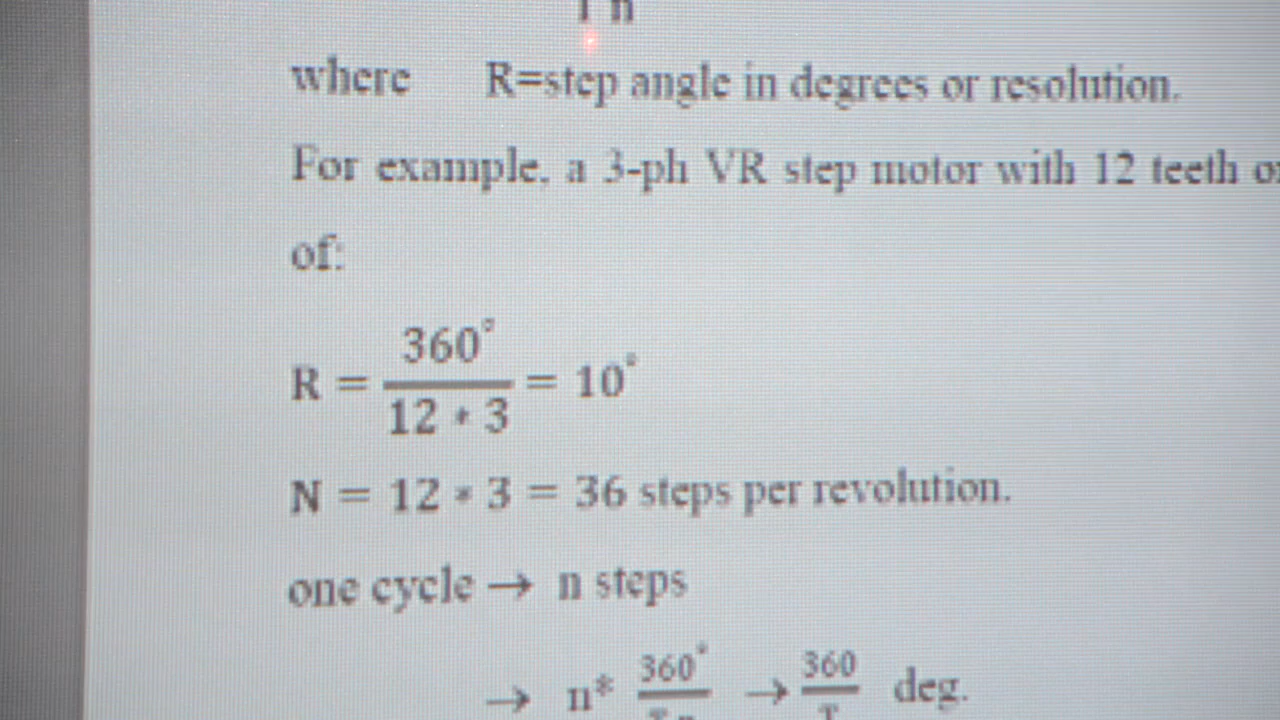 where R=step angle in degrees or resolution.
For example, a 3-ph VR step motor with 12 teeth
of:
R = 360° / 12 * 3 = 10°
N = 12 * 3 = 36 steps per revolution.
one cycle → n steps
→ n* 360° → 360 deg.